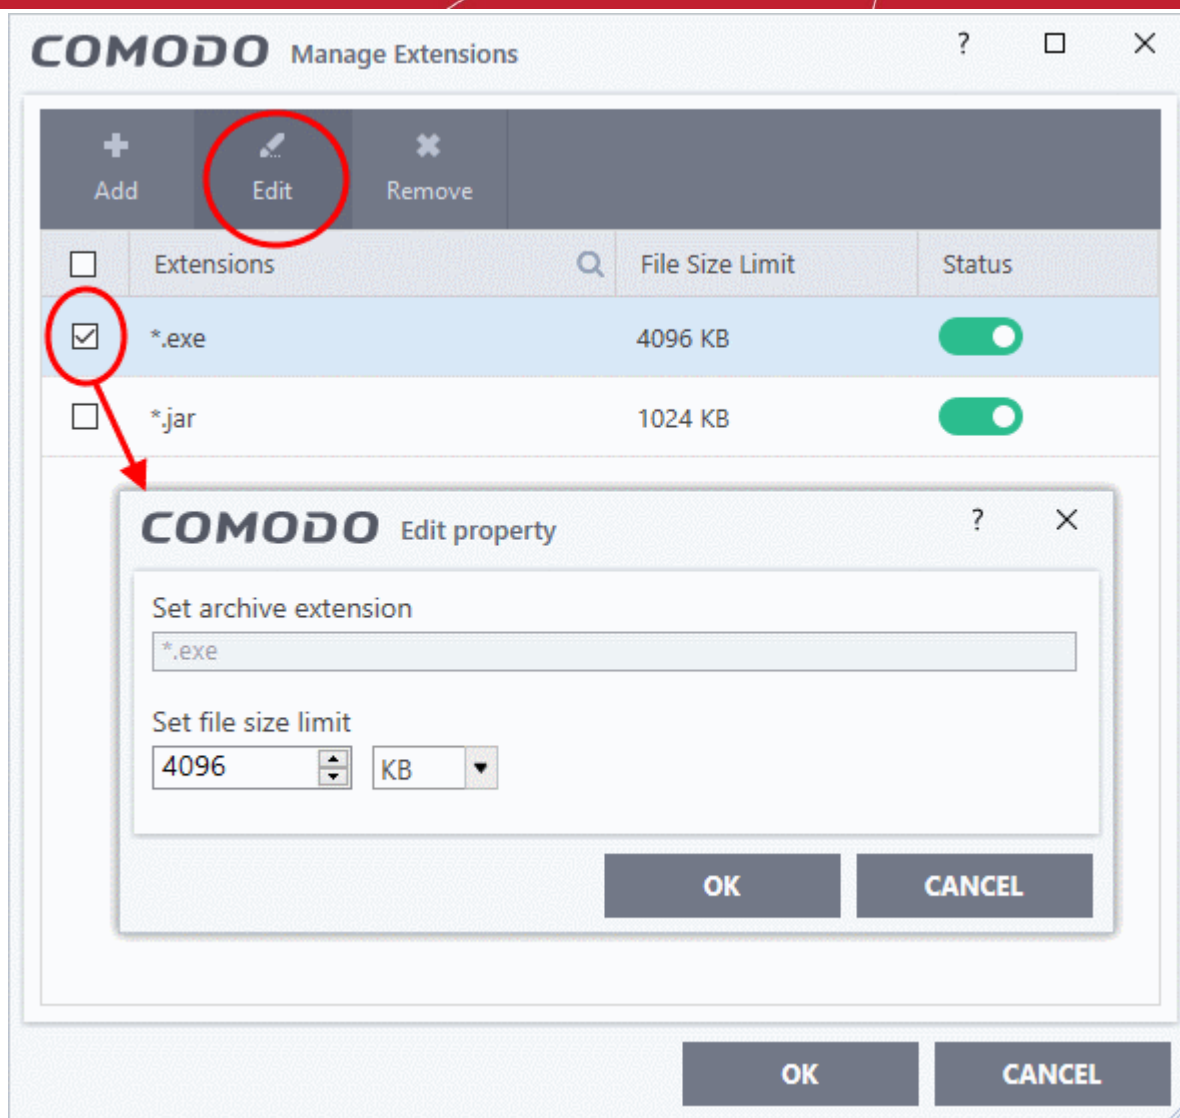 COMODO Manage Extensions ?
Add Edit Remove
Extensions File Size Limit Status
*.exe 4096 KB
*.jar 1024 KB
COMODO Edit property ?
Set archive extension
*.exe
Set file size limit
4096 KB
OK CANCEL
OK CANCEL